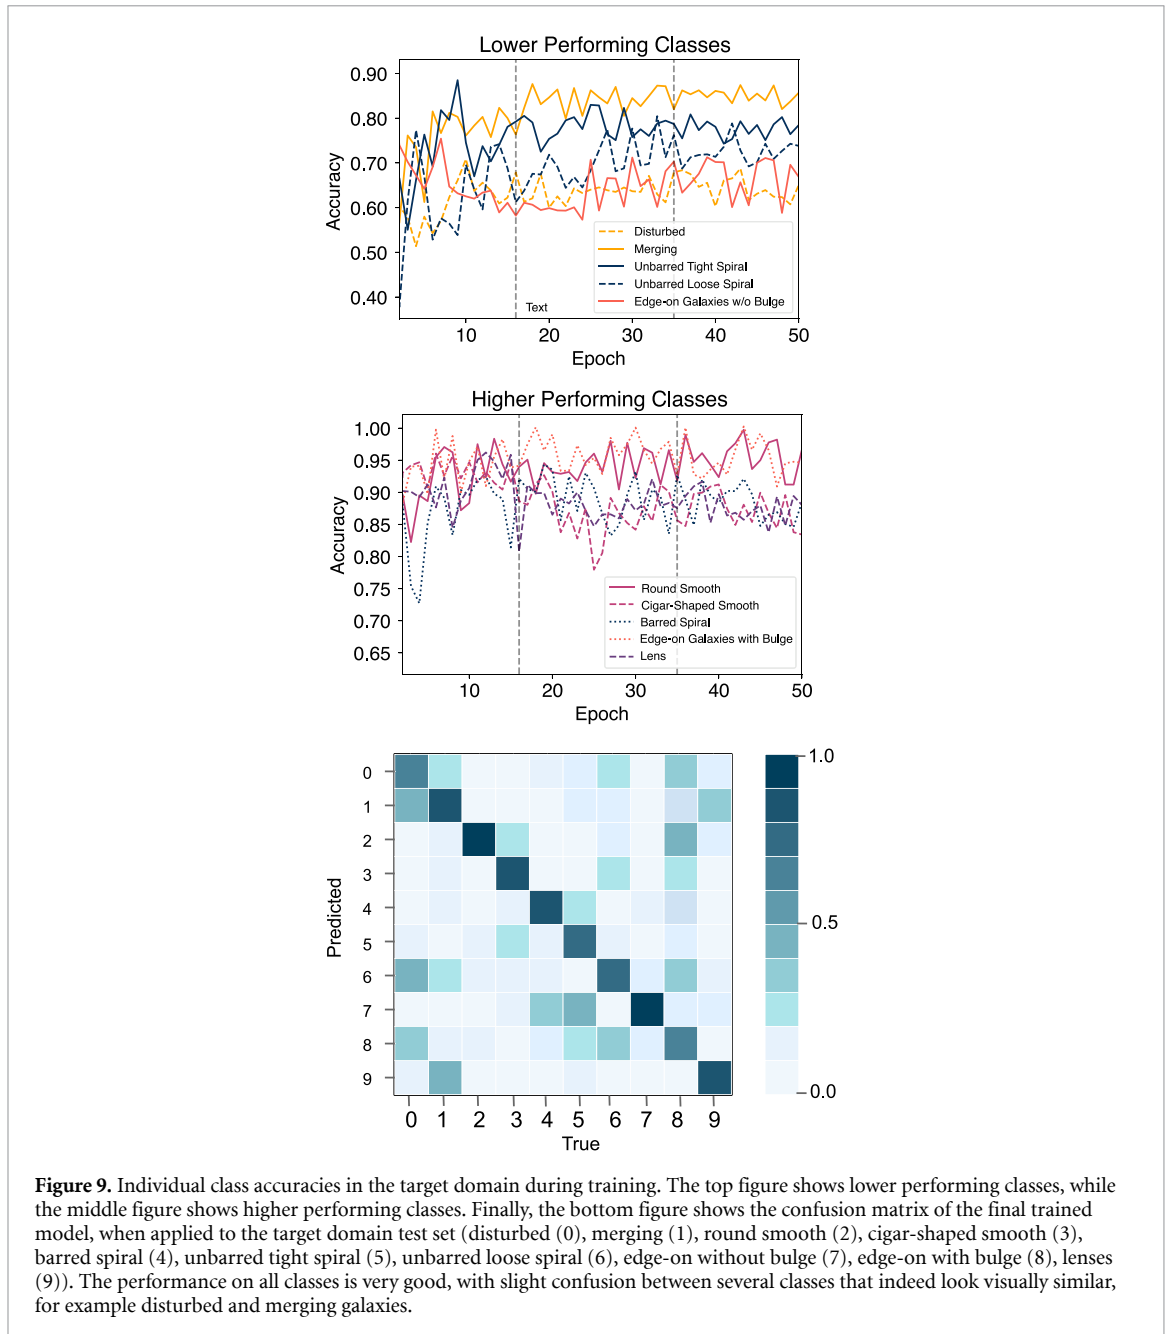 Lower Performing Classes
0.90
0.80
0.70
0.60
0.50
0.40
Accuracy
Disturbed
Merging
Unbarred Tight Spiral
Unbarred Loose Spiral
Edge-on Galaxies w/o Bulge
Text
10 20 30 40 50
Epoch
Higher Performing Classes
1.00
0.95
0.90
0.85
0.80
0.75
0.70
0.65
Accuracy
Round Smooth
Cigar-Shaped Smooth
Barred Spiral
Edge-on Galaxies with Bulge
Lens
10 20 30 40 50
Epoch
0
1
2
3
4
5
6
7
8
9
Predicted
0 1 2 3 4 5 6 7 8 9
True
1.0
0.5
0.0
Figure 9. Individual class accuracies in the target domain during training. The top figure shows lower performing classes, while
the middle figure shows higher performing classes. Finally, the bottom figure shows the confusion matrix of the final trained
model, when applied to the target domain test set (disturbed (0), merging (1), round smooth (2), cigar-shaped smooth (3),
barred spiral (4), unbarred tight spiral (5), unbarred loose spiral (6), edge-on without bulge (7), edge-on with bulge (8), lenses
(9)). The performance on all classes is very good, with slight confusion between several classes that indeed look visually similar,
for example disturbed and merging galaxies.